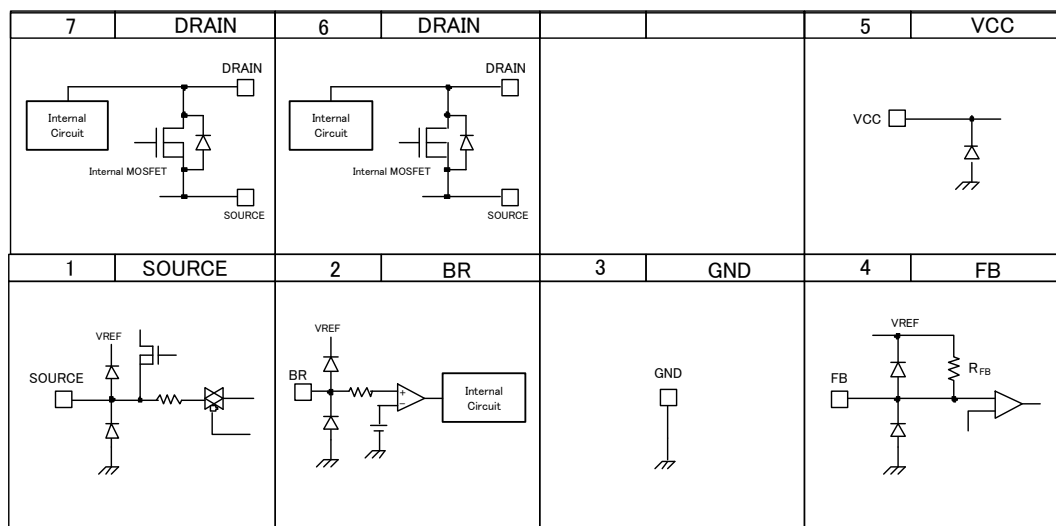 7 DRAIN 6 DRAIN 5 VCC
DRAIN
Internal
Circuit
Internal MOSFET
SOURCE
DRAIN
Internal
Circuit
Internal MOSFET
SOURCE
VCC
1 SOURCE 2 BR 3 GND 4 FB
VREF
SOURCE
VREF
BR
+
-
Internal
Circuit
GND
VREF
RFB
FB